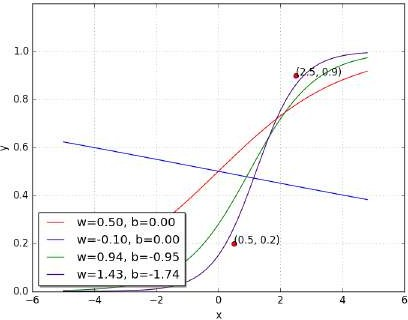 1.2
1.0
0.8
0.6
0.4
0.2
0.0
y
(2.5, 0.9)
(0.5, 0.2)
w=0.50, b=0.00
w=-0.10, b=0.00
w=0.94, b=-0.95
w=1.43, b=-1.74
−6 −4 −2 0 2 4 6
x